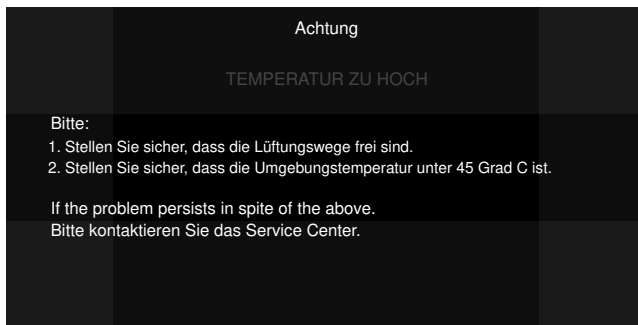 Achtung
TEMPERATUR ZU HOCH
Bitte:
1. Stellen Sie sicher, dass die Lüftungswege frei sind.
2. Stellen Sie sicher, dass die Umgebungstemperatur unter 45 Grad C ist.
If the problem persists in spite of the above.
Bitte kontaktieren Sie das Service Center.